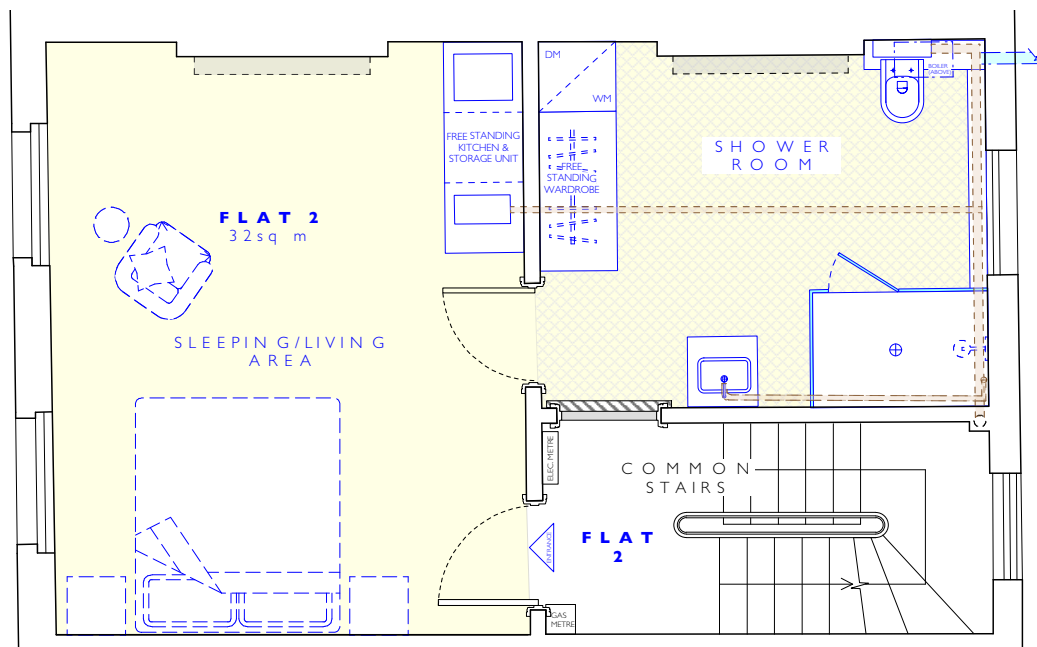 DM
WM
BOILER
(ABOVE)
FREE STANDING
KITCHEN &
STORAGE UNIT
SHOWER
ROOM
FREE
STANDING
WARDROBE
FLAT 2
32sq m
SLEEPING/LIVING
AREA
ELEC. METRE
COMMON
STAIRS
FLAT
2
ENTRANCE
GAS
METRE